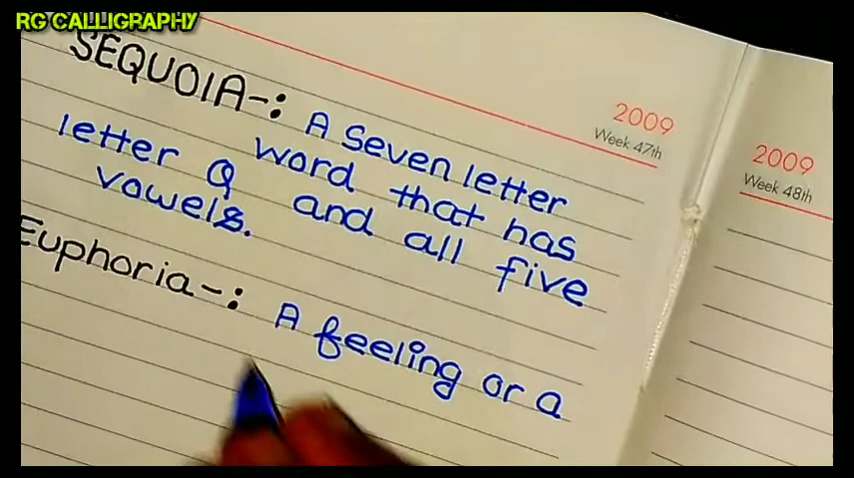 RG CALLIGRAPHY
SEQUOIA-: A Seven letter
word that has
letter Q and all five
vowels.
Euphoria-: A feeling or a
2009
Week 47th
2009
Week 48th